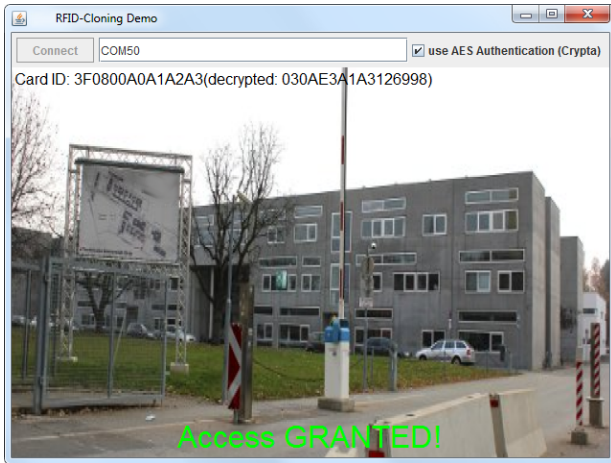 RFID-Cloning Demo
Connect
COM50
use AES Authentication (Crypta)
Card ID: 3F0800A0A1A2A3(decrypted: 030AE3A1A3126998)
Access GRANTED!